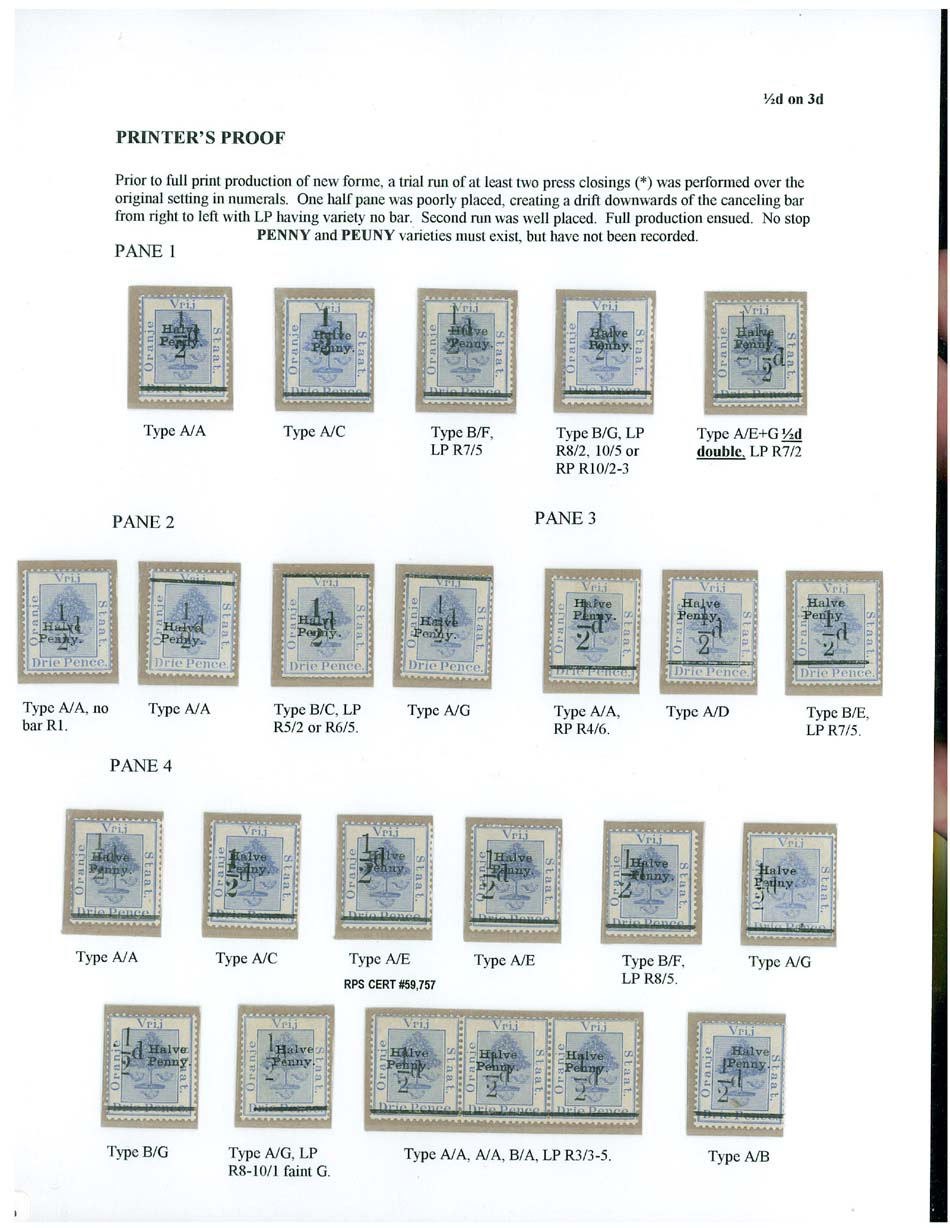 ½d on 3d
PRINTER'S PROOF
Prior to full print production of new forme, a trial run of at least two press closings (*) was performed over the
original setting in numerals. One half pane was poorly placed, creating a drift downwards of the canceling bar
from right to left with LP having variety no bar. Second run was well placed. Full production ensued. No stop
PENNY and PEUNY varieties must exist, but have not been recorded.
PANE 1
Type A/A
Type A/C
Type B/F,
LP R7/5
Type B/G, LP
R8/2, 10/5 or
RP R10/2-3
Type A/E+G ½d
double, LP R7/2
PANE 2
PANE 3
Vrij
Oranje
Staat.
Halve
Penny.
Drie Pence.
Type A/A, no
bar R1.
Type A/A
Type B/C, LP
R5/2 or R6/5.
Type A/G
Type A/A,
RP R4/6.
Type A/D
Type B/E,
LP R7/5.
PANE 4
Type A/A
Type A/C
Type A/E
RPS CERT #59,757
Type A/E
Type B/F,
LP R8/5.
Type A/G
Type B/G
Type A/G, LP
R8-10/1 faint G.
Type A/A, A/A, B/A, LP R3/3-5.
Type A/B